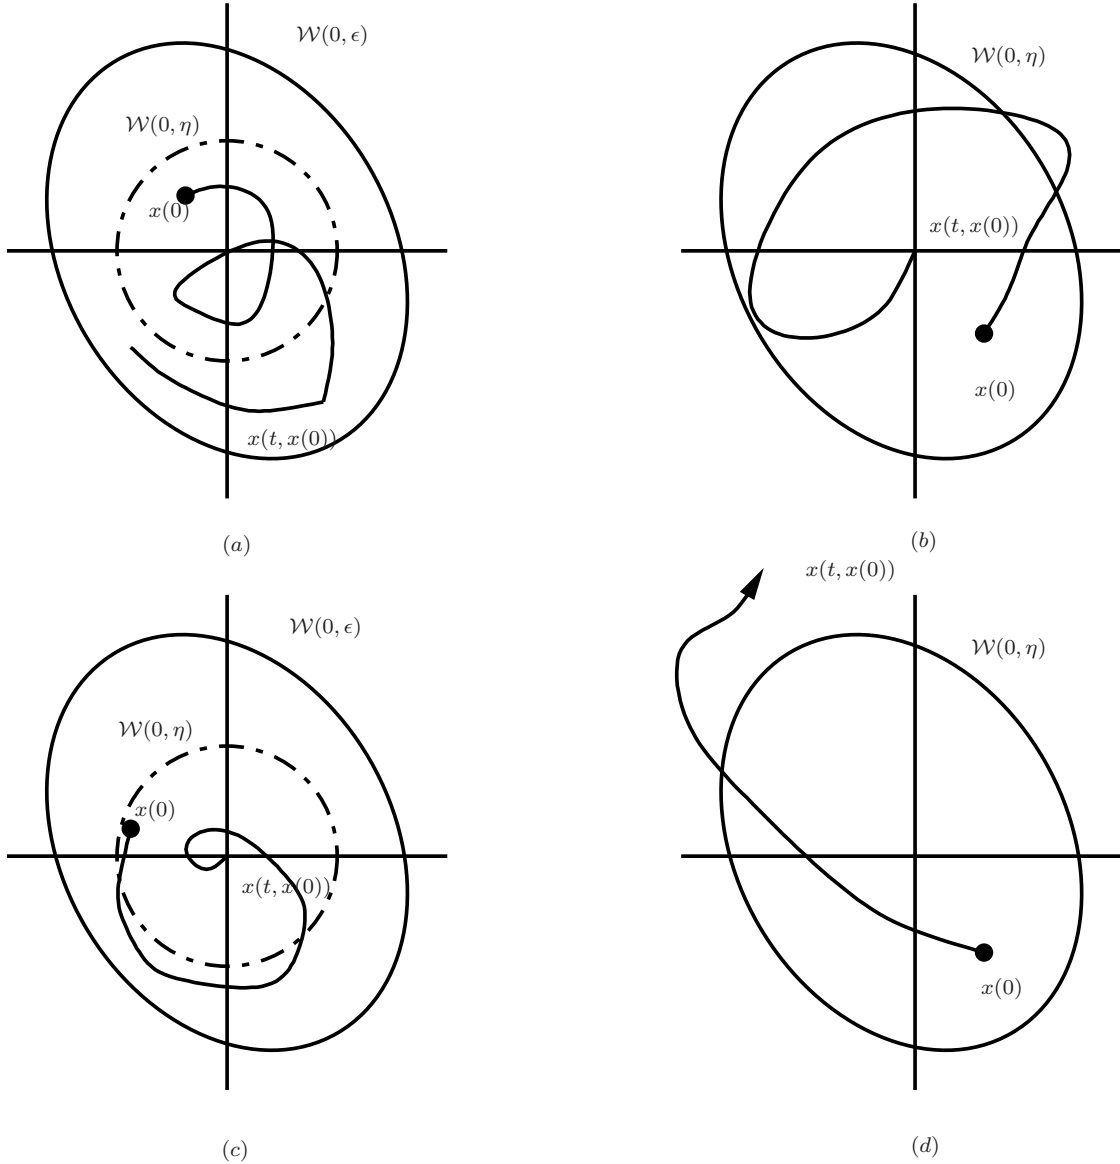 𝒲(0, ϵ)
𝒲(0, η)
x(0)
x(t, x(0))
(a)
𝒲(0, η)
x(t, x(0))
x(0)
(b)
𝒲(0, ϵ)
𝒲(0, η)
x(0)
x(t, x(0))
(c)
x(t, x(0))
𝒲(0, η)
x(0)
(d)